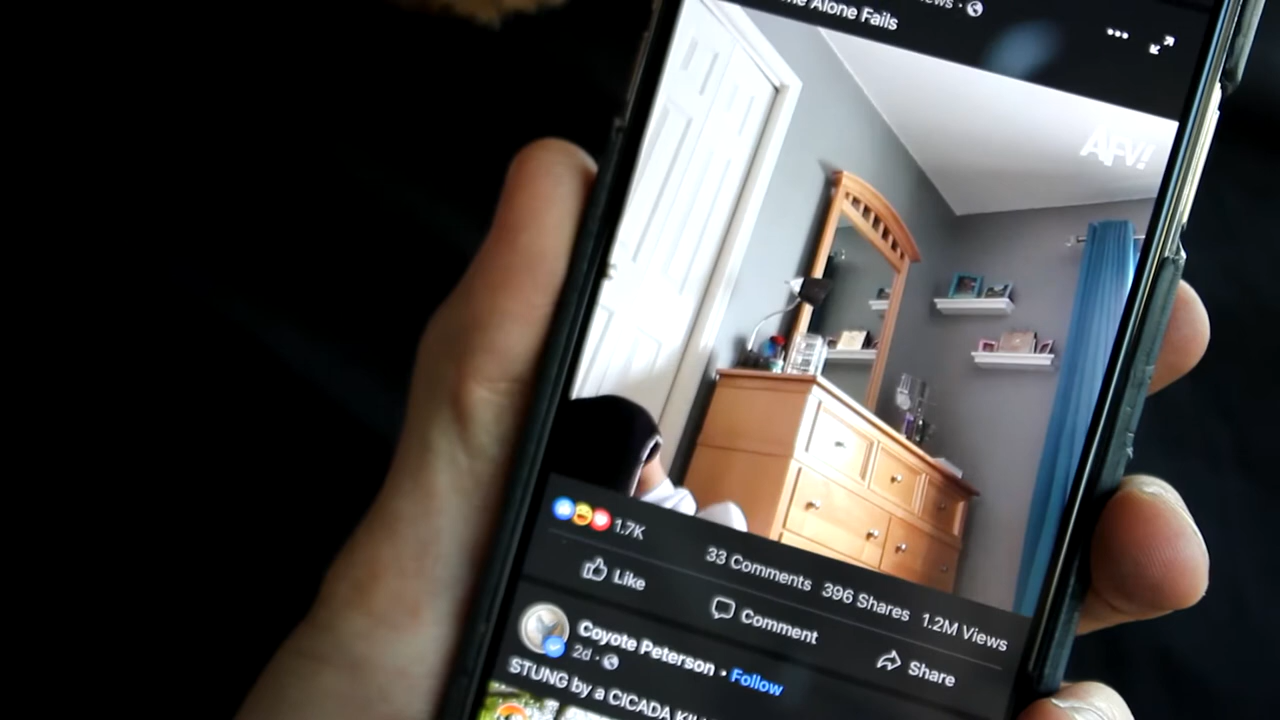 Alone Fails
AFV!
1.7K
33 Comments 396 Shares 1.2M Views
Like
Comment
Share
Coyote Peterson • Follow
2d
STUNG by a CICADA